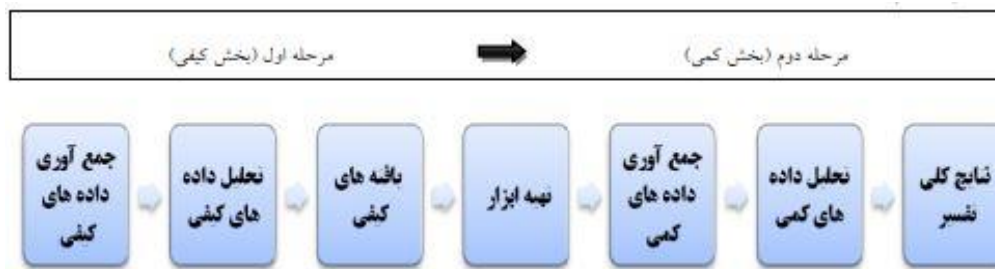 مرحله اول (بخش کیفی)
مرحله دوم (بخش کمی)
جمع آوری
داده های
کیفی
تحلیل داده
های کیفی
یافته های
کیفی
تهیه ابزار
جمع آوری
داده های
کمی
تحلیل داده
های کمی
نتایج کلی
تفسیر